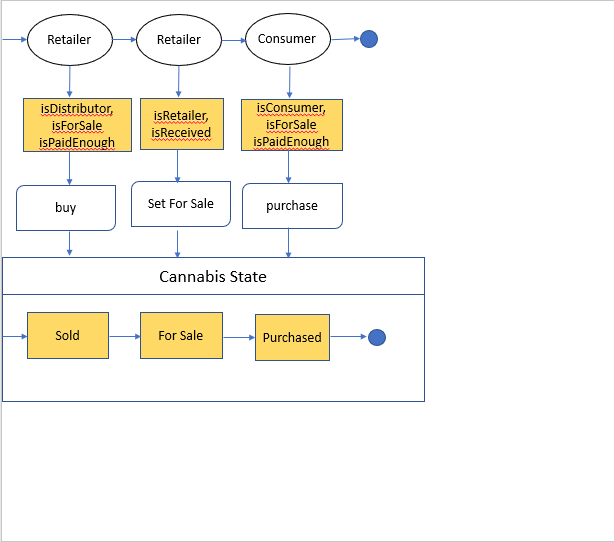 Retailer
Retailer
Consumer
isDistributor,
isForSale
isPaidEnough
isRetailer,
isReceived
isConsumer,
isForSale
isPaidEnough
buy
Set For Sale
purchase
Cannabis State
Sold
For Sale
Purchased